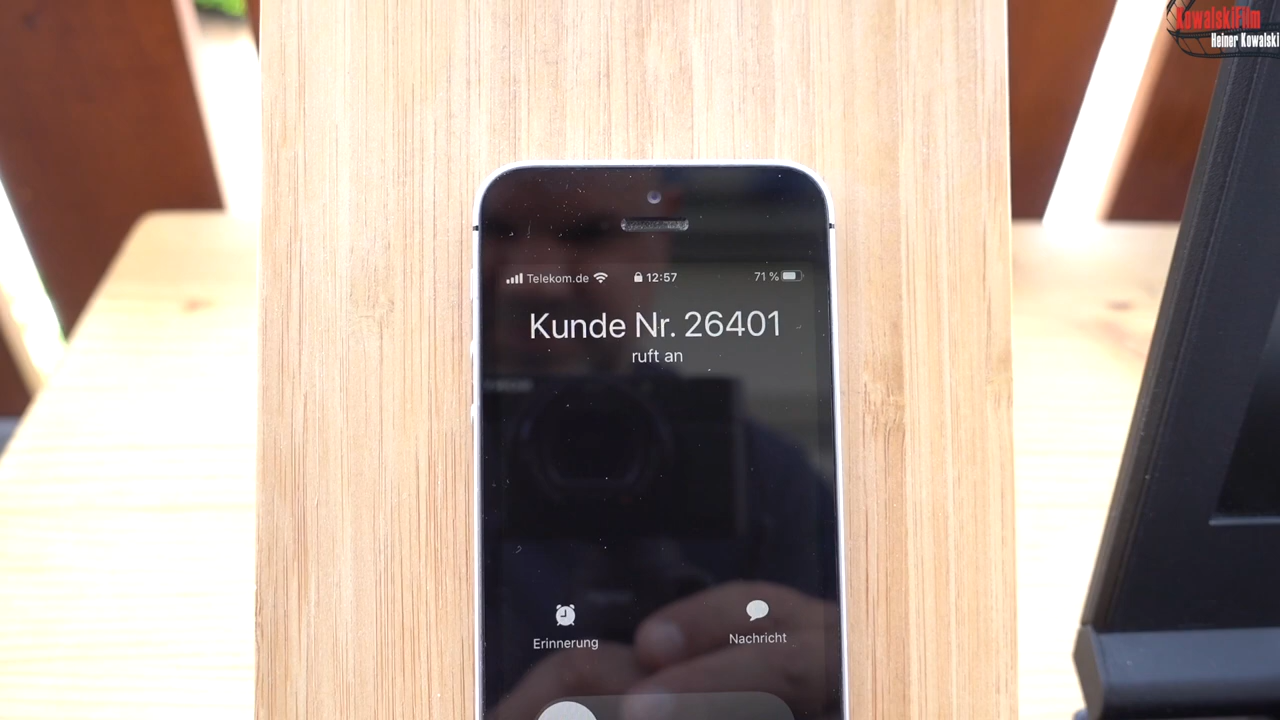 KowalskiFilm
Heiner Kowalski
Telekom.de 12:57 71 %
Kunde Nr. 26401
ruft an
Erinnerung
Nachricht